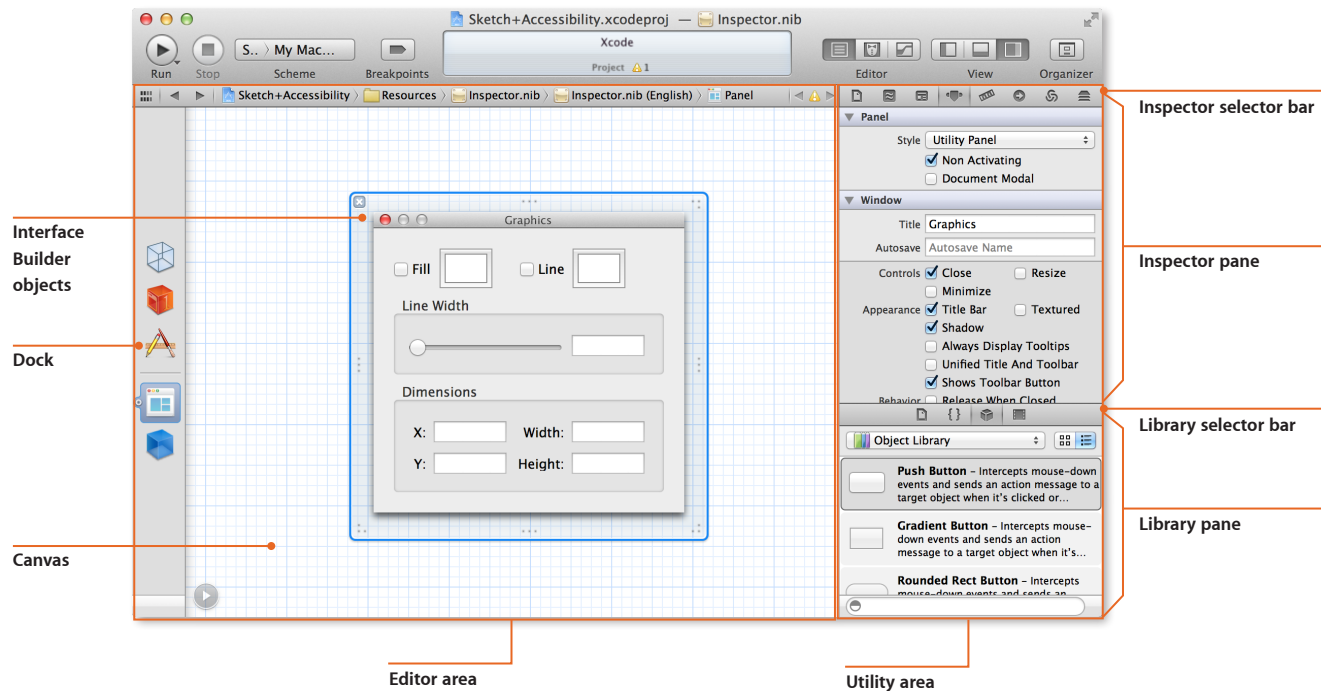 Sketch+Accessibility.xcodeproj — Inspector.nib
S.. 〉 My Mac...
Xcode
Project 1
Run
Stop
Scheme
Breakpoints
Editor
View
Organizer
Sketch+Accessibility 〉 Resources 〉 Inspector.nib 〉 Inspector.nib (English) 〉 Panel
Interface
Builder
objects
Dock
Canvas
Graphics
Fill
Line
Line Width
Dimensions
X:
Width:
Y:
Height:
Panel
Style Utility Panel
Non Activating
Document Modal
Window
Title Graphics
Autosave Autosave Name
Controls Close Resize
Minimize
Appearance Title Bar Textured
Shadow
Always Display Tooltips
Unified Title And Toolbar
Shows Toolbar Button
Behavior Release When Closed
{}
Object Library
Push Button – Intercepts mouse-down
events and sends an action message to a
target object when it's clicked or...
Gradient Button – Intercepts mouse-
down events and sends an action
message to a target object when it's...
Rounded Rect Button – Intercepts
mouse-down events and sends an
Inspector selector bar
Inspector pane
Library selector bar
Library pane
Editor area
Utility area